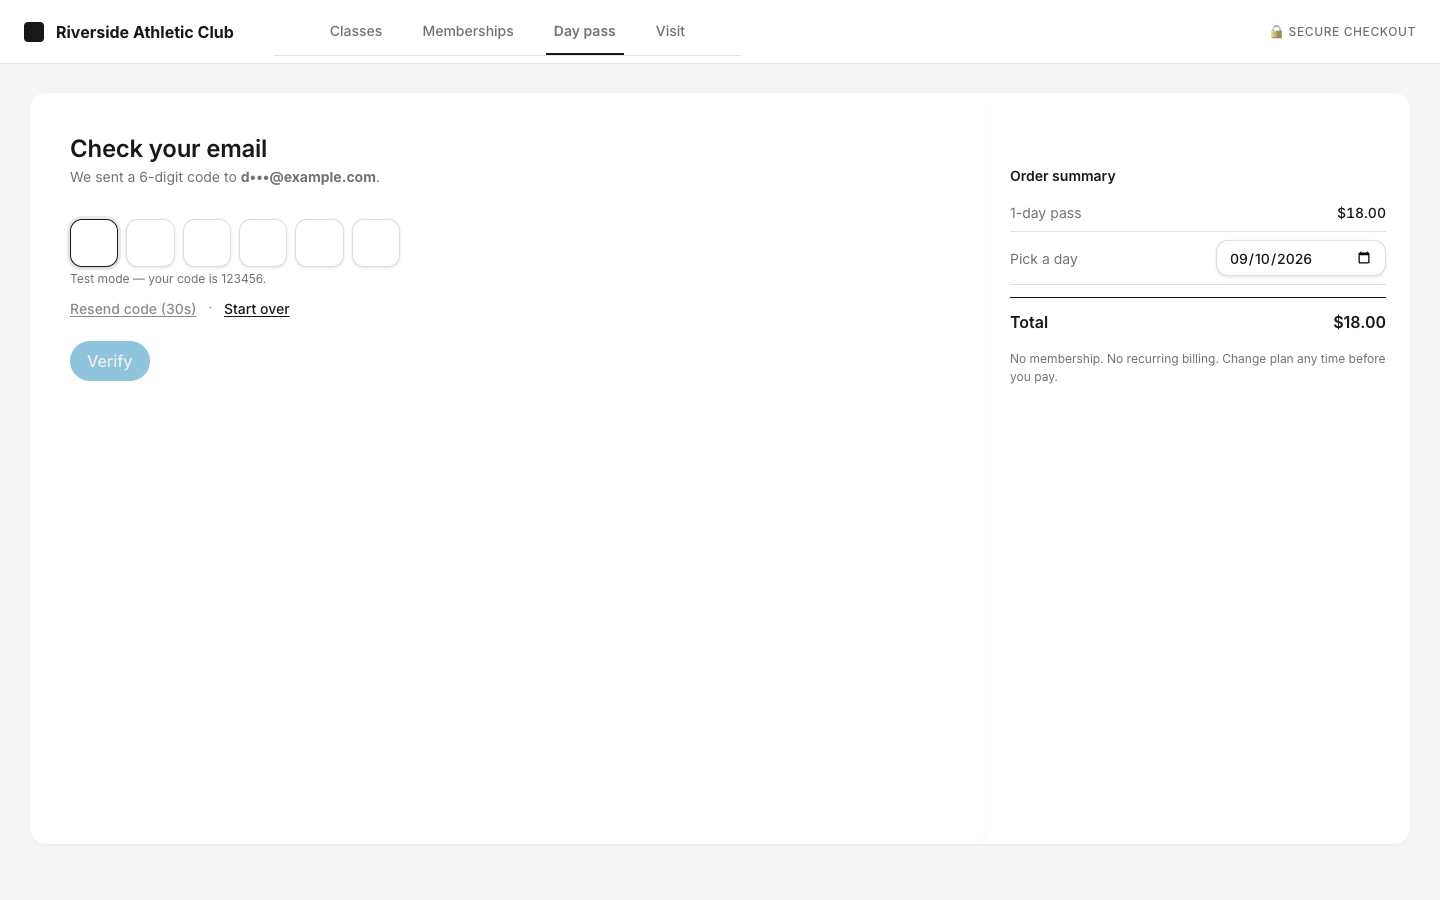 Riverside Athletic Club
Classes
Memberships
Day pass
Visit
SECURE CHECKOUT
Check your email
We sent a 6-digit code to d•••@example.com.
Test mode — your code is 123456.
Resend code (30s) · Start over
Verify
Order summary
1-day pass $18.00
Pick a day 09/10/2026
Total $18.00
No membership. No recurring billing. Change plan any time before
you pay.